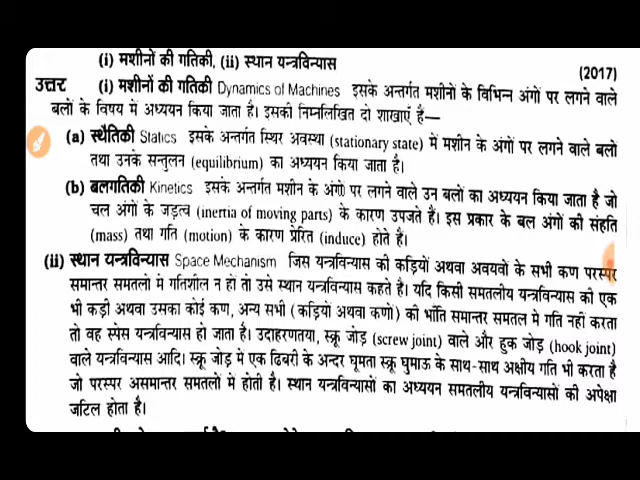 (i) मशीनों की गतिकी, (ii) स्थान यन्त्रविन्यास
(2017)
उत्तर (i) मशीनों की गतिकी Dynamics of Machines इसके अन्तर्गत मशीनों के विभिन्न अंगों पर लगने वाले
बलों के विषय में अध्ययन किया जाता है। इसकी निम्नलिखित दो शाखाएँ हैं—
(a) स्थैतिकी Statics इसके अन्तर्गत स्थिर अवस्था (stationary state) में मशीन के अंगों पर लगने वाले बलों
तथा उनके सन्तुलन (equilibrium) का अध्ययन किया जाता है।
(b) बलगतिकी Kinetics इसके अन्तर्गत मशीन के अंगों पर लगने वाले उन बलों का अध्ययन किया जाता है जो
चल अंगों के जड़त्व (inertia of moving parts) के कारण उपजते हैं। इस प्रकार के बल अंगों की संहति
(mass) तथा गति (motion) के कारण प्रेरित (induce) होते हैं।
(ii) स्थान यन्त्रविन्यास Space Mechanism जिस यन्त्रविन्यास की कड़ियों अथवा अवयवों के सभी कण परस्पर
समान्तर समतलों में गतिशील न हों तो उसे स्थान यन्त्रविन्यास कहते हैं। यदि किसी समतलीय यन्त्रविन्यास की एक
भी कड़ी अथवा उसका कोई कण, अन्य सभी (कड़ियों अथवा कणों) की भाँति समान्तर समतल में गति नहीं करता
तो वह स्पेस यन्त्रविन्यास हो जाता है। उदाहरणतया, स्क्रू जोड़ (screw joint) वाले और हुक जोड़ (hook joint)
वाले यन्त्रविन्यास आदि। स्क्रू जोड़ में एक ढिबरी के अन्दर घूमता स्क्रू घुमाऊ के साथ-साथ अक्षीय गति भी करता है
जो परस्पर असमान्तर समतलों में होती है। स्थान यन्त्रविन्यासों का अध्ययन समतलीय यन्त्रविन्यासों की अपेक्षा
जटिल होता है।